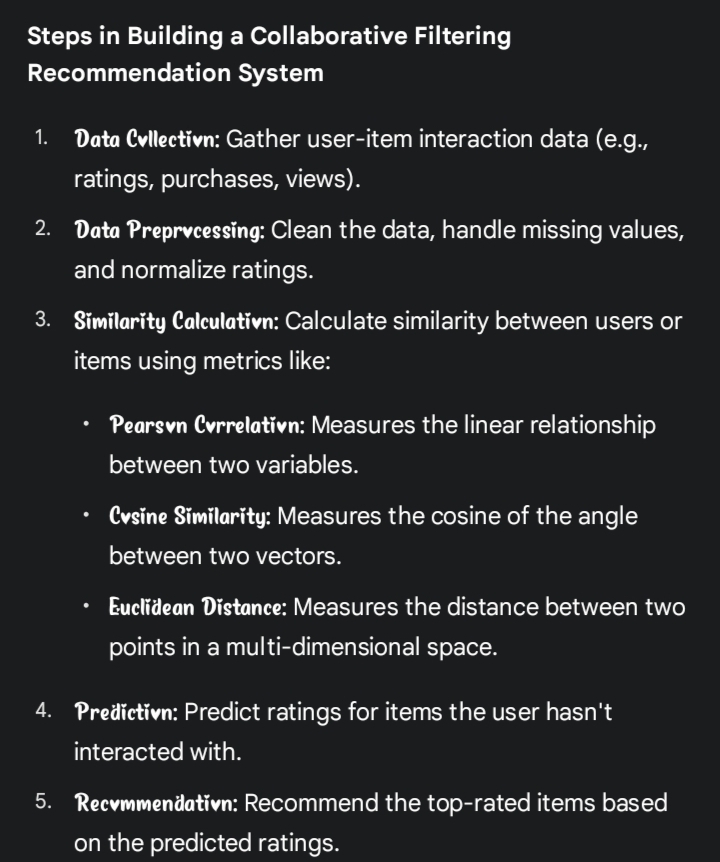 Steps in Building a Collaborative Filtering
Recommendation System
1. Data Collection: Gather user-item interaction data (e.g.,
ratings, purchases, views).
2. Data Preprocessing: Clean the data, handle missing values,
and normalize ratings.
3. Similarity Calculation: Calculate similarity between users or
items using metrics like:
• Pearson Correlation: Measures the linear relationship
between two variables.
• Cosine Similarity: Measures the cosine of the angle
between two vectors.
• Euclidean Distance: Measures the distance between two
points in a multi-dimensional space.
4. Prediction: Predict ratings for items the user hasn't
interacted with.
5. Recommendation: Recommend the top-rated items based
on the predicted ratings.